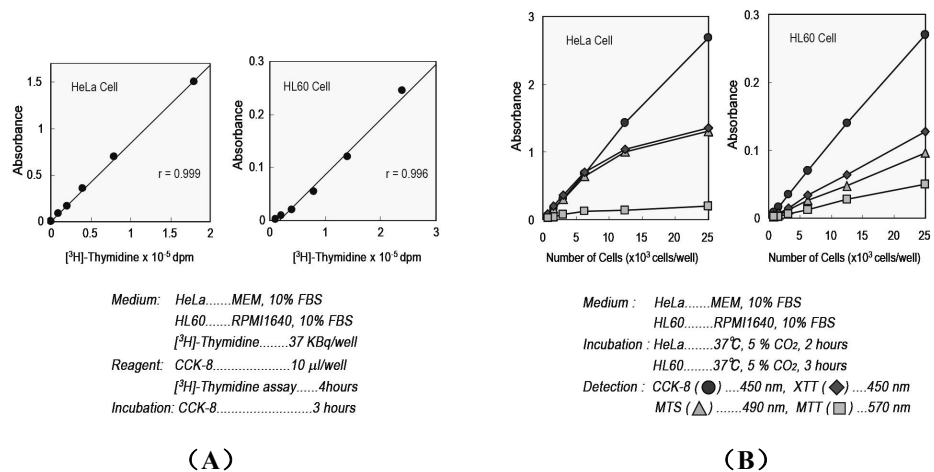 HeLa Cell
1.5
1
0.5
0
Absorbance
r = 0.999
0 0.5 1 1.5 2
[³H]-Thymidine x 10⁻⁵ dpm
HL60 Cell
0.3
0.2
0.1
0
Absorbance
r = 0.996
0 1 2 3
[³H]-Thymidine x 10⁻⁵ dpm
Medium: HeLa.......MEM, 10% FBS
HL60.......RPMI1640, 10% FBS
[³H]-Thymidine........37 KBq/well
Reagent: CCK-8....................10 µl/well
[³H]-Thymidine assay.....4hours
Incubation: CCK-8.........................3 hours
(A)
HeLa Cell
3
2
1
0
Absorbance
0 5 10 15 20 25
Number of Cells (x10³ cells/well)
HL60 Cell
0.3
0.2
0.1
0
Absorbance
0 5 10 15 20 25
Number of Cells (x10³ cells/well)
Medium : HeLa.......MEM, 10% FBS
HL60.......RPMI1640, 10% FBS
Incubation : HeLa.......37℃, 5 % CO₂, 2 hours
HL60.......37℃, 5 % CO₂, 3 hours
Detection : CCK-8 ( ) ....450 nm, XTT ( ) ....450 nm
MTS ( ) .....490 nm, MTT ( ) ...570 nm
(B)